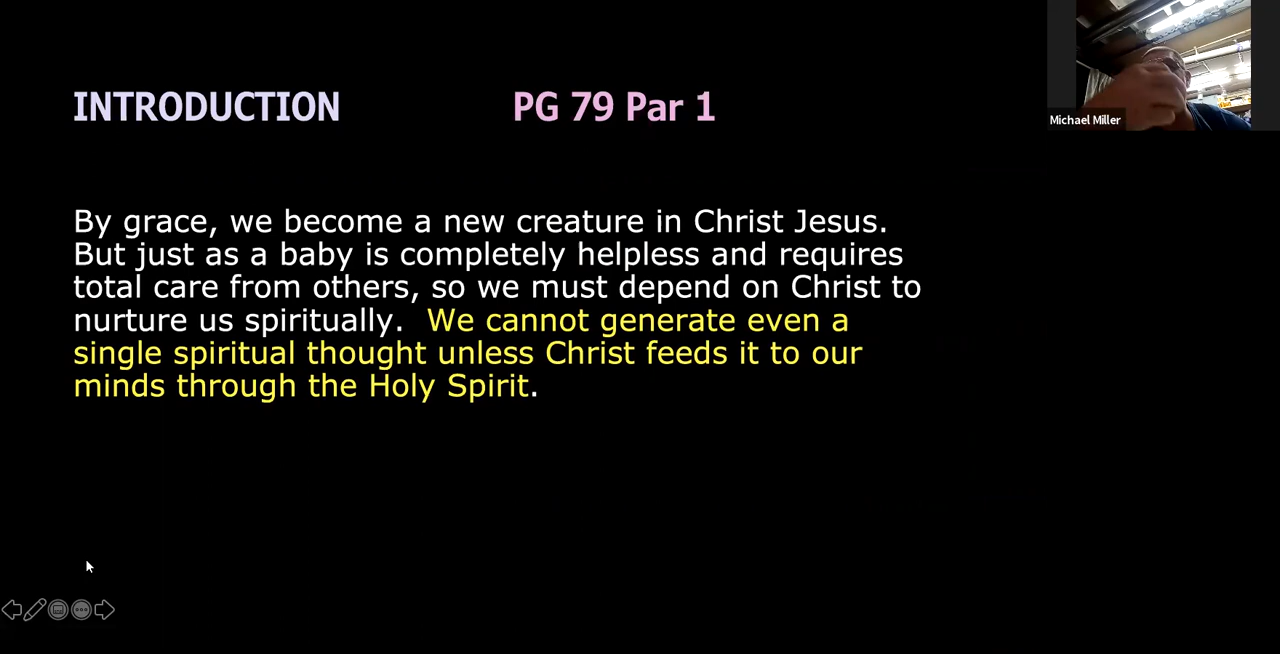 INTRODUCTION PG 79 Par 1
Michael Miller
By grace, we become a new creature in Christ Jesus.
But just as a baby is completely helpless and requires
total care from others, so we must depend on Christ to
nurture us spiritually. We cannot generate even a
single spiritual thought unless Christ feeds it to our
minds through the Holy Spirit.